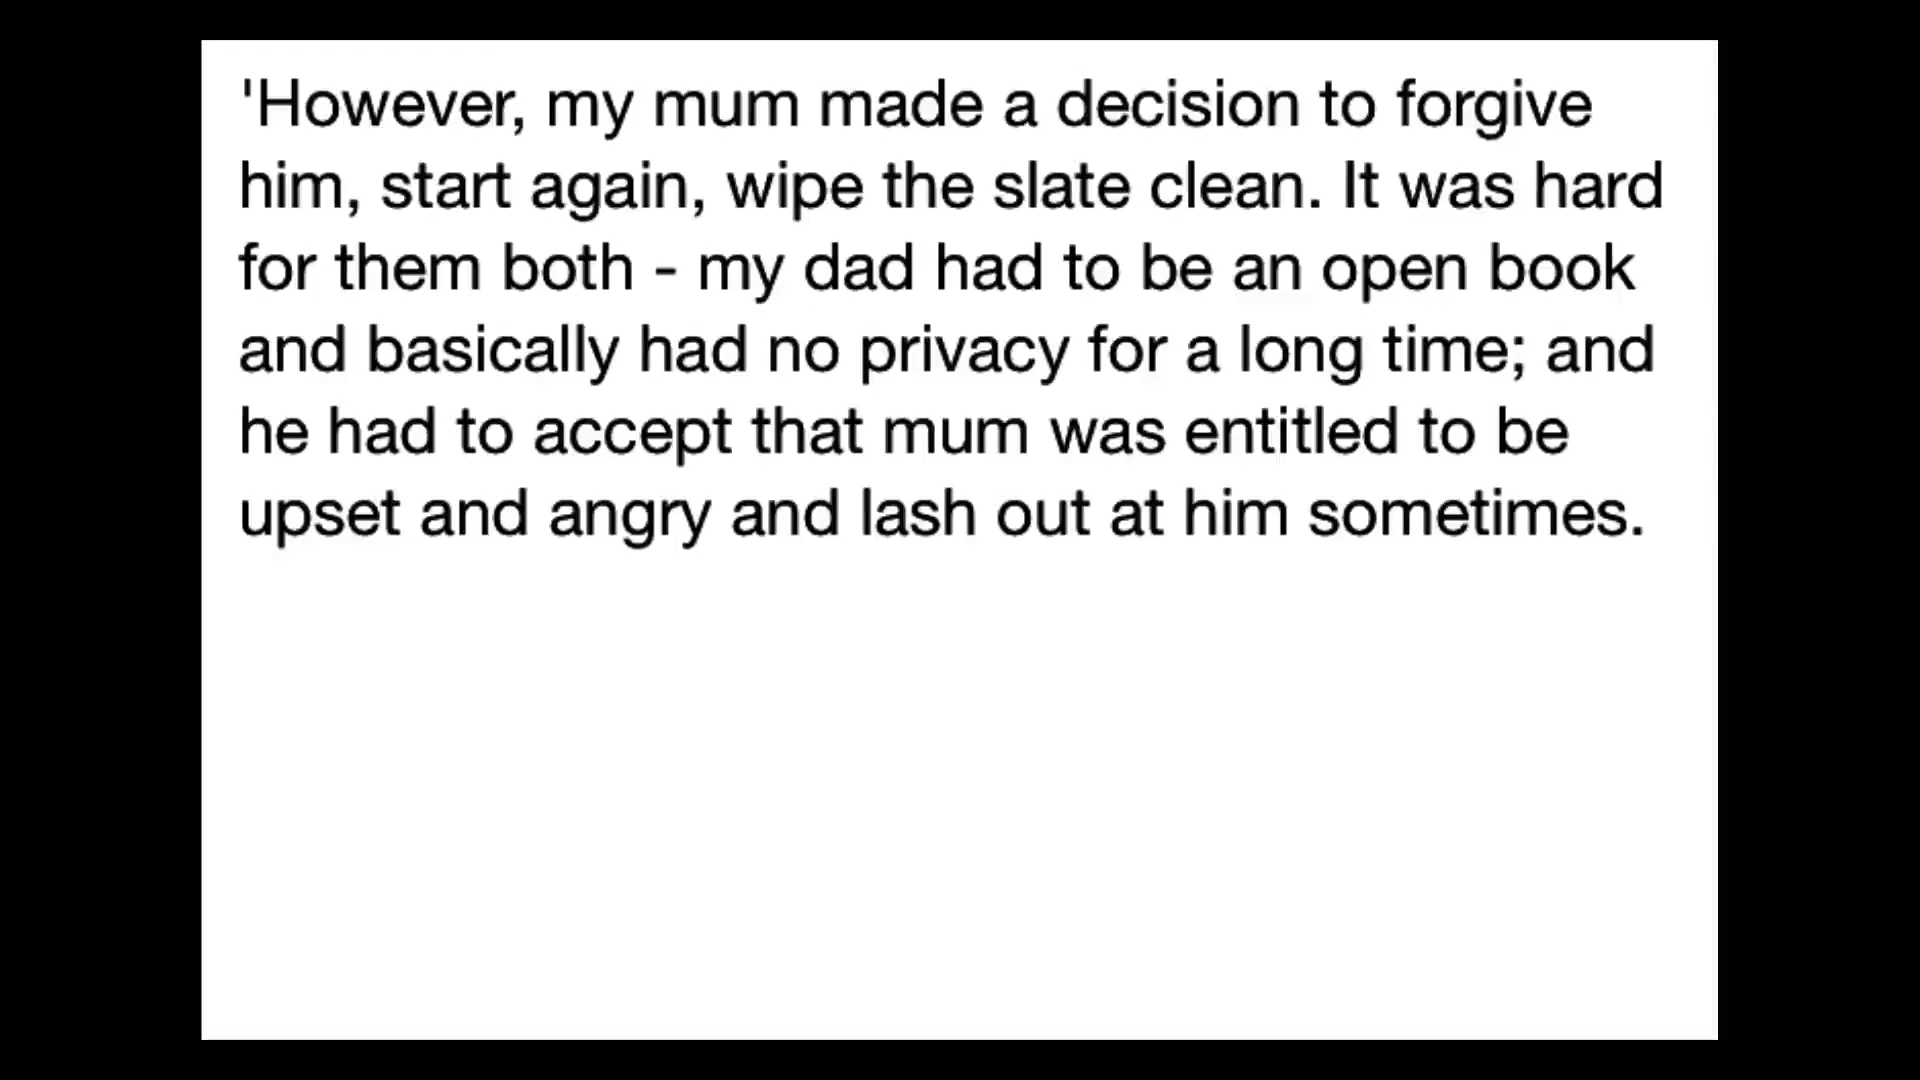 'However, my mum made a decision to forgive
him, start again, wipe the slate clean. It was hard
for them both - my dad had to be an open book
and basically had no privacy for a long time; and
he had to accept that mum was entitled to be
upset and angry and lash out at him sometimes.